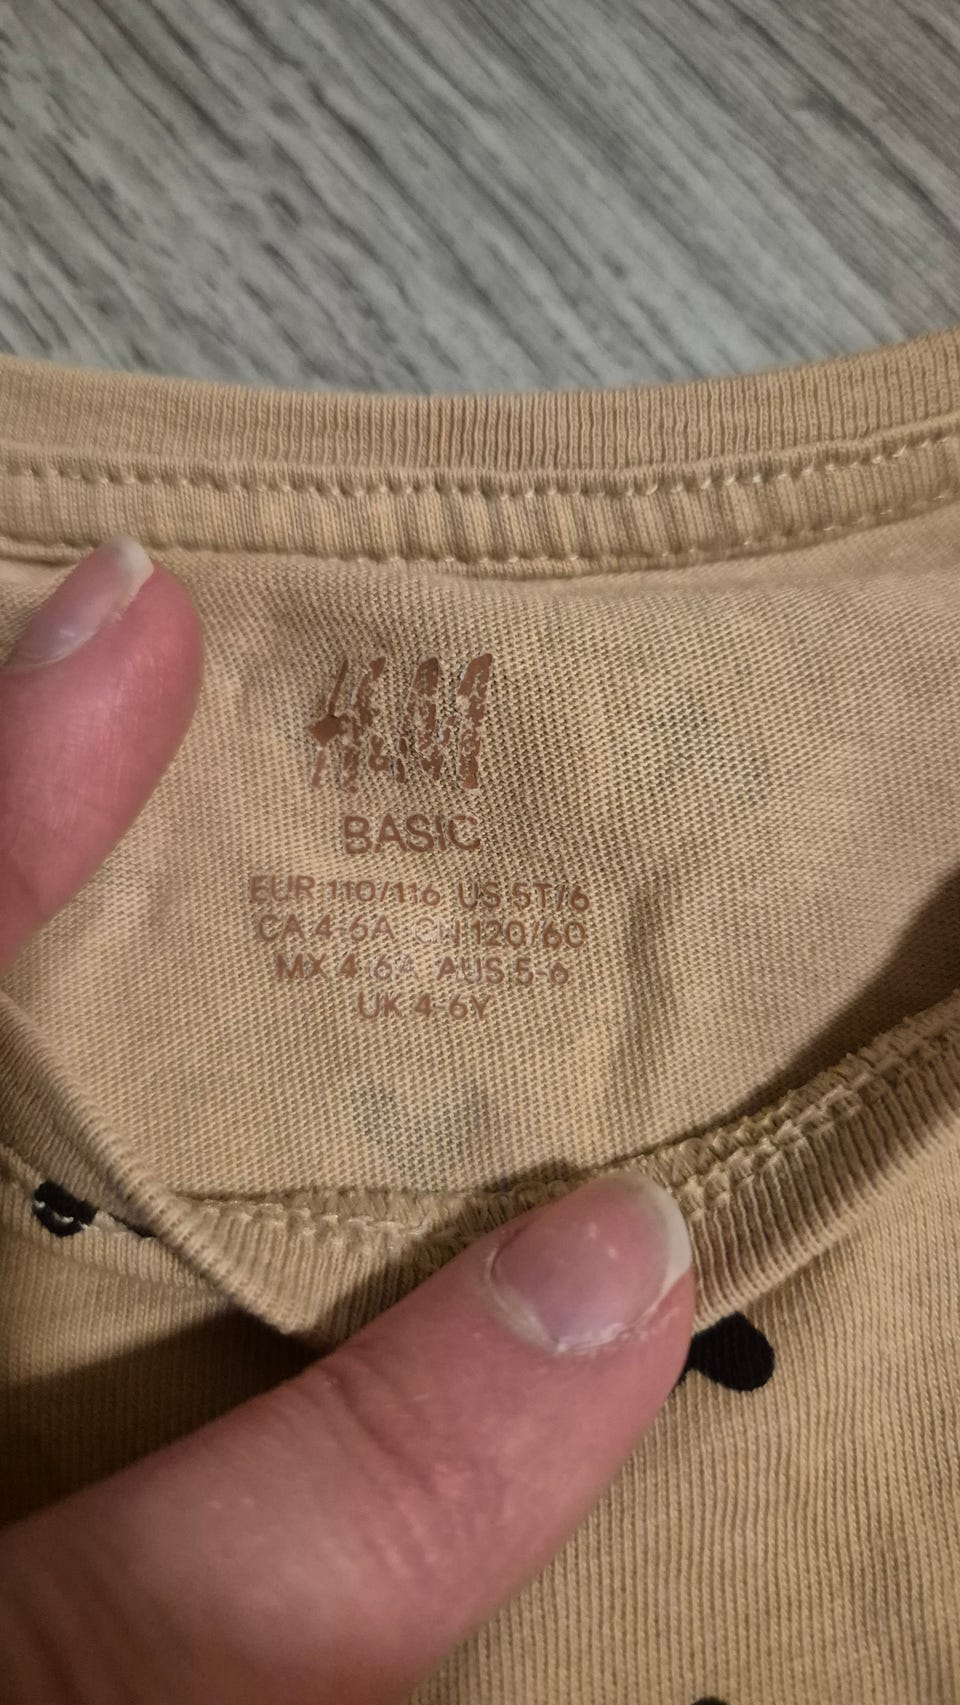 H&M
BASIC
EUR 110/116 US 5T/6
CA 4-6A CN 120/60
MX 4-6A AUS 5-6
UK 4-6Y